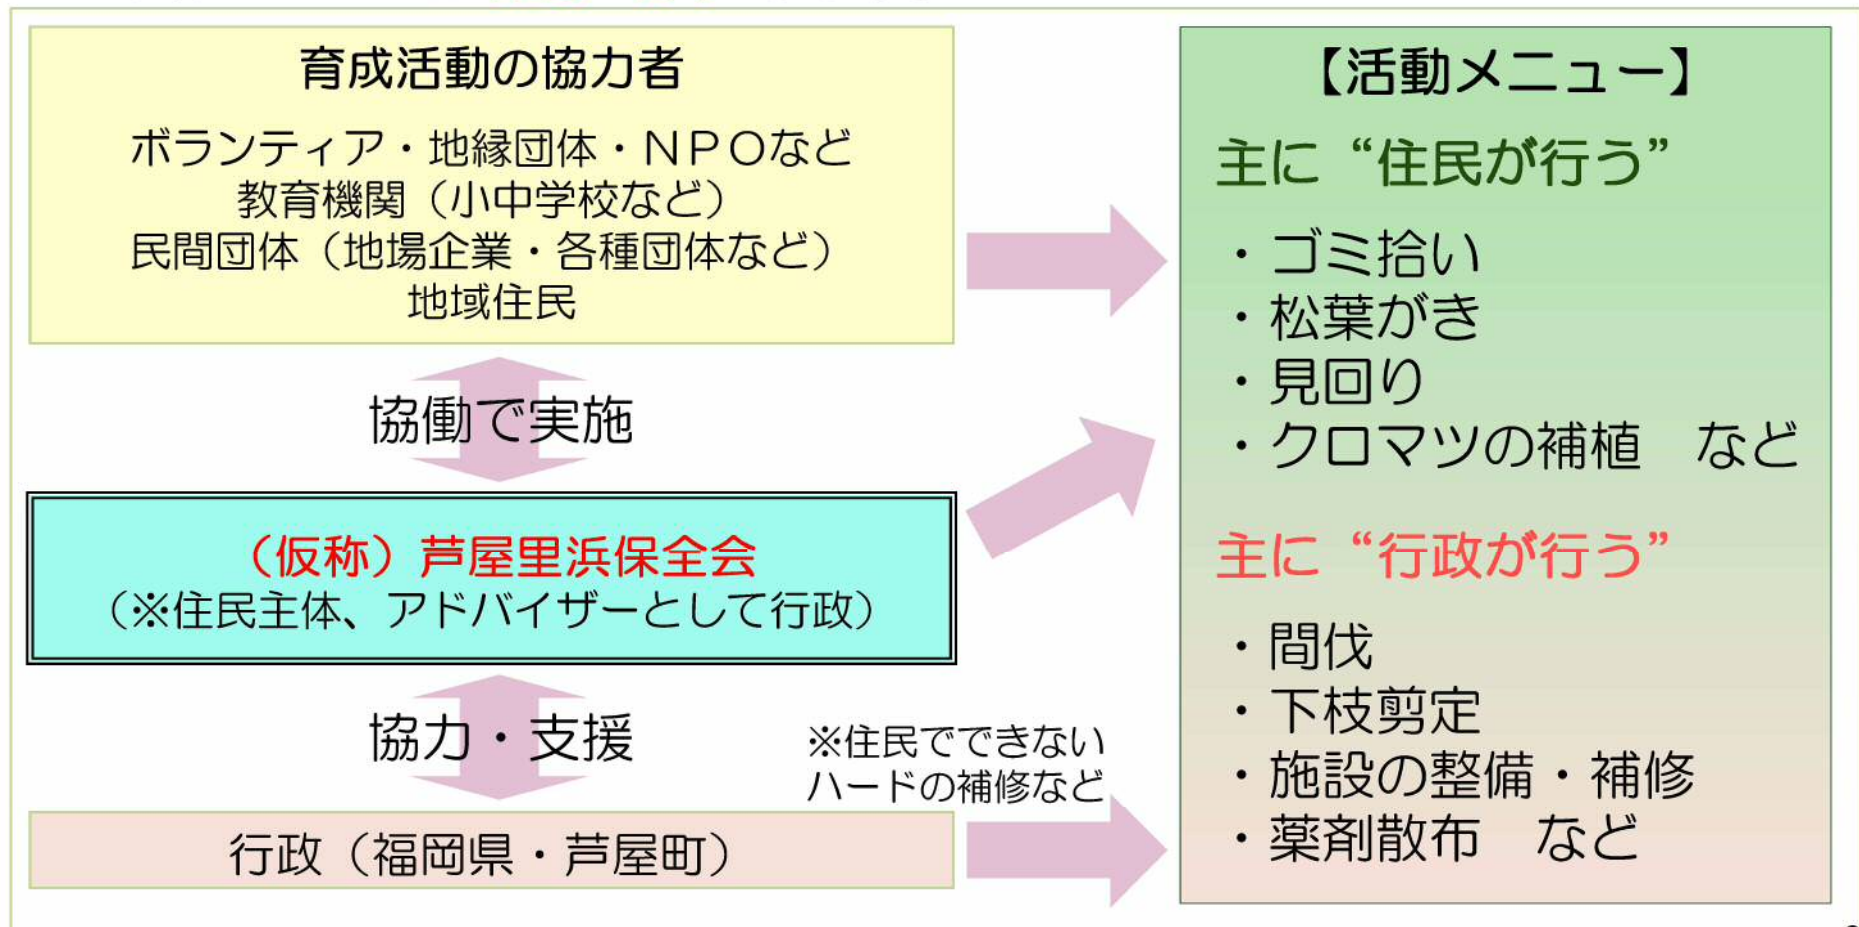 育成活動の協力者
ボランティア・地縁団体・ＮＰＯなど
教育機関（小中学校など）
民間団体（地場企業・各種団体など）
地域住民
協働で実施
（仮称）芦屋里浜保全会
（※住民主体、アドバイザーとして行政）
協力・支援
※住民でできない
ハードの補修など
行政（福岡県・芦屋町）
【活動メニュー】
主に“住民が行う”
・ゴミ拾い
・松葉がき
・見回り
・クロマツの補植　など
主に“行政が行う”
・間伐
・下枝剪定
・施設の整備・補修
・薬剤散布　など